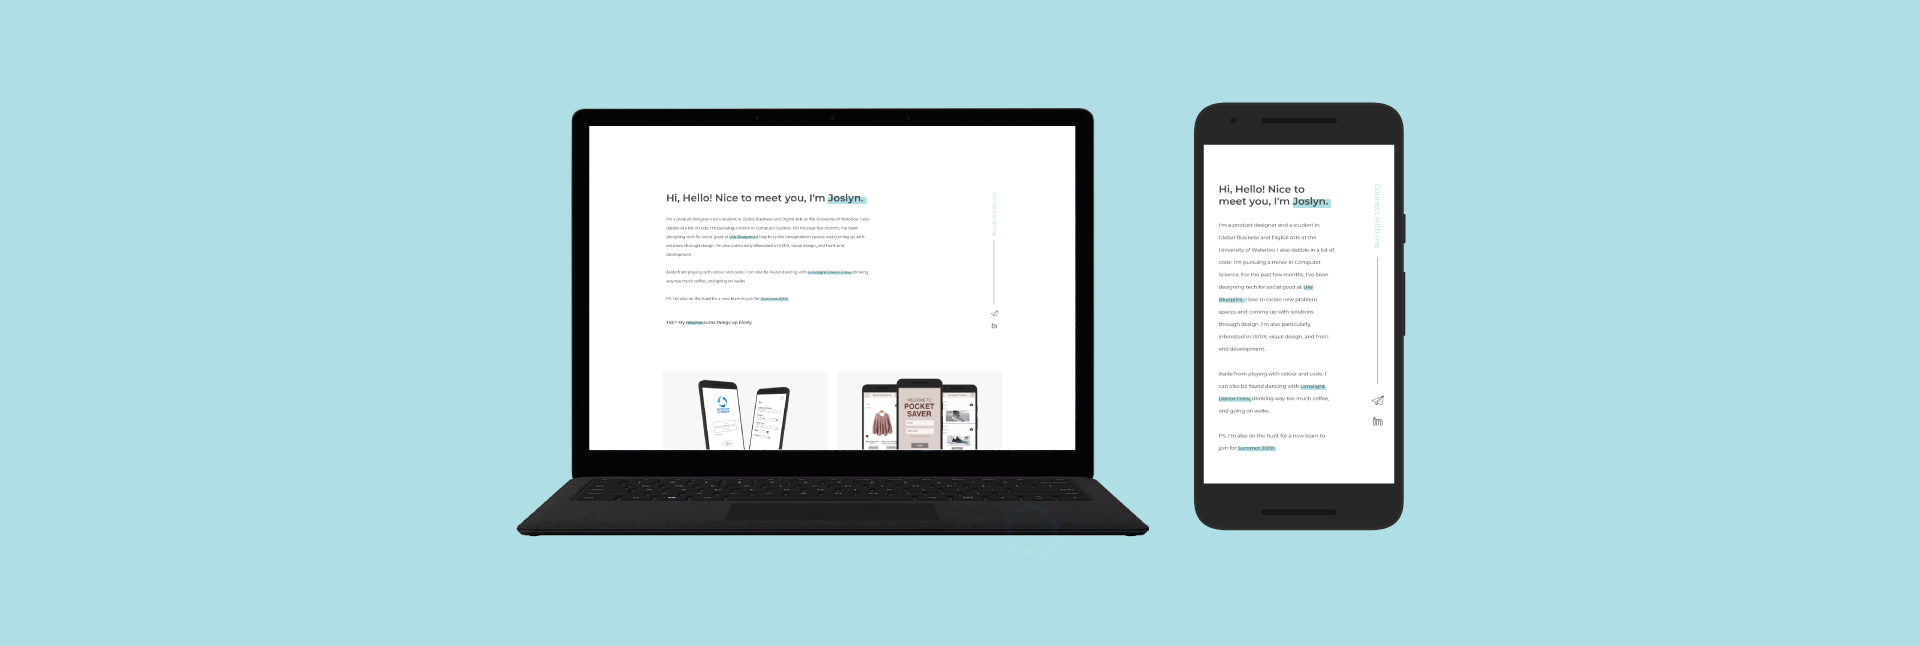 Hi, Hello! Nice to meet you, I'm Joslyn.
I'm a product designer and a student in Global Business and Digital Arts at the University of Waterloo. I also
dabble in a bit of code; I'm pursuing a minor in Computer Science. For the past few months, I've been
designing tech for social good at UW Blueprint. I love to tackle new problem spaces and coming up with
solutions through design. I'm also particularly interested in UI/UX, visual design, and front-end
development.
Aside from playing with colour and code, I can also be found dancing with Limelight Dance Crew, drinking
way too much coffee, and going on walks.
PS. I'm also on the hunt for a new team to join for Summer 2019!
Tldr? My resume sums things up nicely.
Connect with me
in
WELCOME TO
POCKET
SAVER
Hi, Hello! Nice to
meet you, I'm Joslyn.
I'm a product designer and a student in
Global Business and Digital Arts at the
University of Waterloo. I also dabble in a bit of
code; I'm pursuing a minor in Computer
Science. For the past few months, I've been
designing tech for social good at UW
Blueprint. I love to tackle new problem
spaces and coming up with solutions
through design. I'm also particularly
interested in UI/UX, visual design, and front-
end development.
Aside from playing with colour and code, I
can also be found dancing with Limelight
Dance Crew, drinking way too much coffee,
and going on walks.
PS. I'm also on the hunt for a new team to
join for Summer 2019!
Connect with me
in